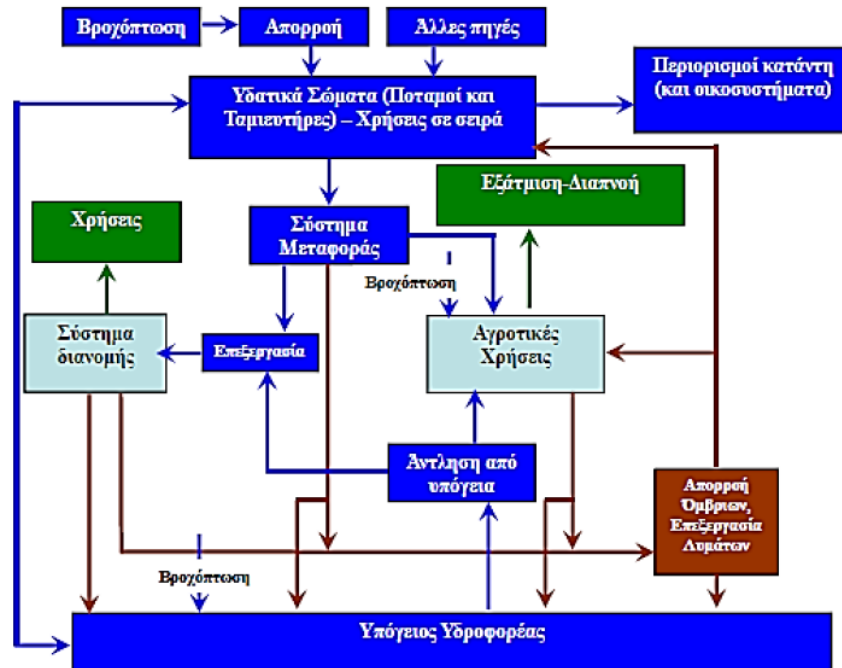 Βροχόπτωση
Απορροή
Άλλες πηγές
Υδατικά Σώματα (Ποταμοί και
Ταμιευτήρες) – Χρήσεις σε σειρά
Περιορισμοί κατάντη
(και οικοσυστήματα)
Εξάτμιση-Διαπνοή
Χρήσεις
Σύστημα
Μεταφοράς
Βροχόπτωση
Σύστημα
διανομής
Επεξεργασία
Αγροτικές
Χρήσεις
Άντληση από
υπόγεια
Απορροή
Όμβριων,
Επεξεργασία
Λυμάτων
Βροχόπτωση
Υπόγειος Υδροφορέας